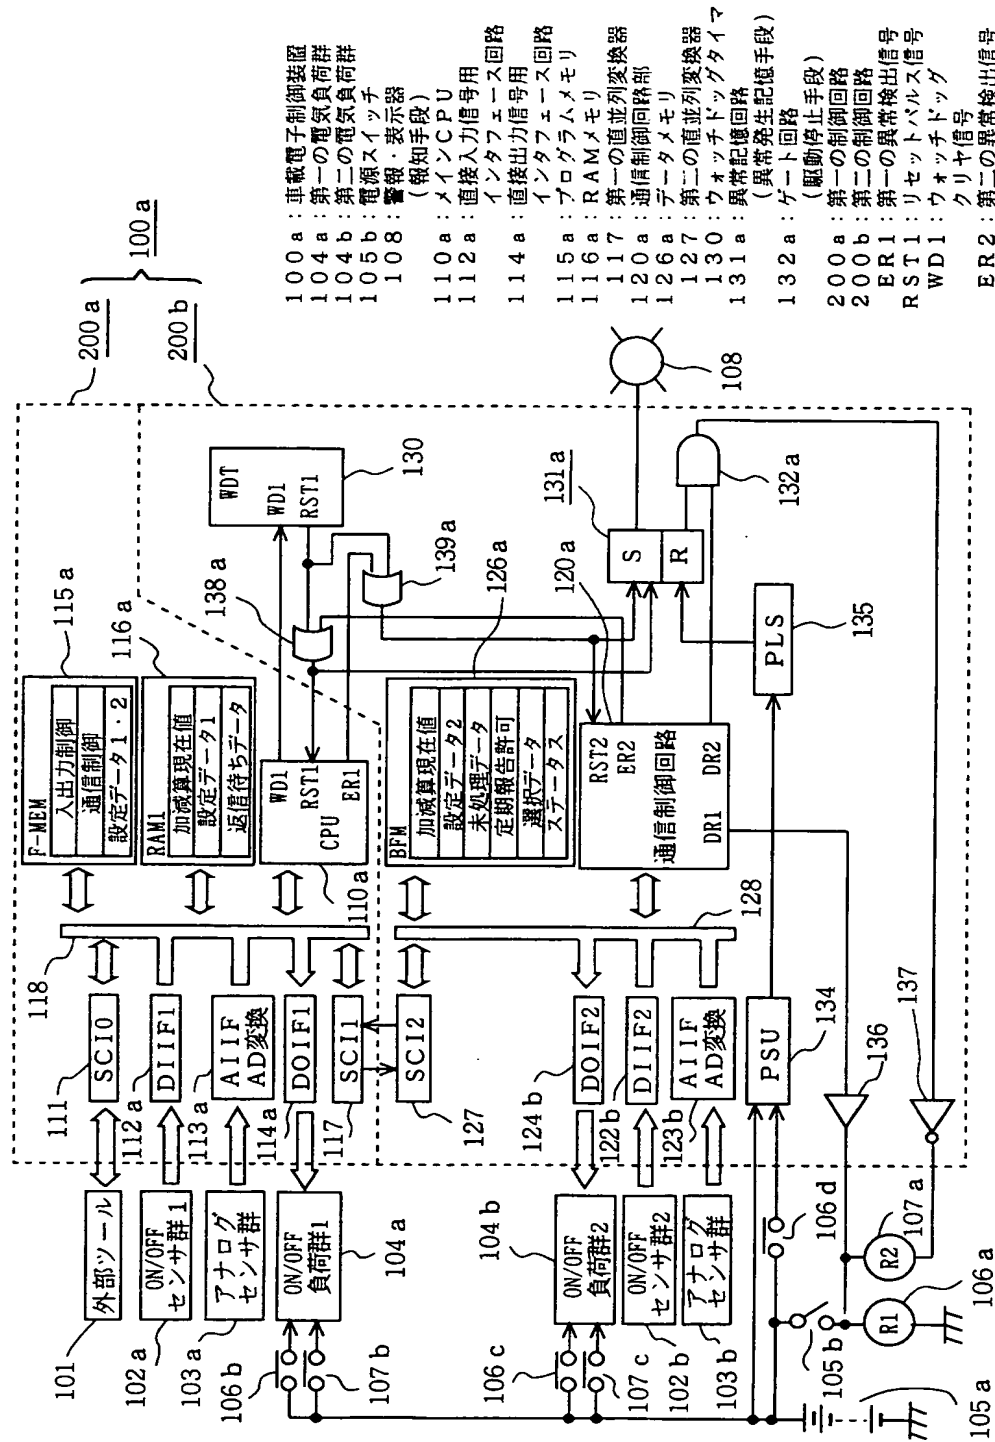 100a
200a
200b
F-MEM
入出力制御
通信制御
設定データ1・2
115a
RAM1
加減算現在値
設定データ1
返信待ちデータ
116a
WD1
RST1
ER1
CPU
110a
138a
139a
WDT
WD1
RST1
130
118
SCI0
111
DIIF1
112a
AIIF
AD変換
113a
DOIF1
114a
SCI1
117
外部ツール
101
ON/OFF
センサ群1
102a
アナログ
センサ群
103a
ON/OFF
負荷群1
104a
106b
107b
SCI2
127
BFM
加減算現在値
設定データ2
未処理データ
定期報告許可
選択データ
ステータス
126a
RST2
ER2
通信制御回路
DR1
DR2
120a
128
131a
S
R
132a
108
PLS
135
DOIF2
124b
DIIF2
122b
AIIF
AD変換
123b
PSU
134
136
137
ON/OFF
負荷群2
104b
ON/OFF
センサ群2
102b
アナログ
センサ群
103b
106c
107c
106d
R2
107a
R1
106a
105b
105a
100a:車載電子制御装置
104a:第一の電気負荷群
104b:第二の電気負荷群
105b:電源スイッチ
108:警報・表示器
(報知手段)
110a:メインCPU
112a:直接入力信号用
インタフェース回路
114a:直接出力信号用
インタフェース回路
115a:プログラムメモリ
116a:RAMメモリ
117:第一の直並列変換器
120a:通信制御回路部
126a:データメモリ
127:第二の直並列変換器
130:ウォッチドッグタイマ
131a:異常記憶回路
(異常発生記憶手段)
132a:ゲート回路
(駆動停止手段)
200a:第一の制御回路
200b:第二の制御回路
ER1:第一の異常検出信号
RST1:リセットパルス信号
WD1:ウォッチドッグ
クリヤ信号
ER2:第二の異常検出信号